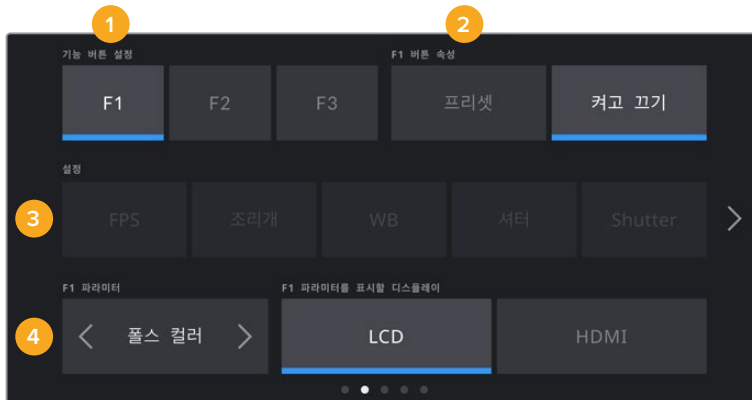 1
2
기능 버튼 설정
F1 버튼 속성
F1
F2
F3
프리셋
켜고 끄기
설정
3
FPS
조리개
WB
셔터
Shutter
F1 파라미터
F1 파라미터를 표시할 디스플레이
4
폴스 컬러
LCD
HDMI